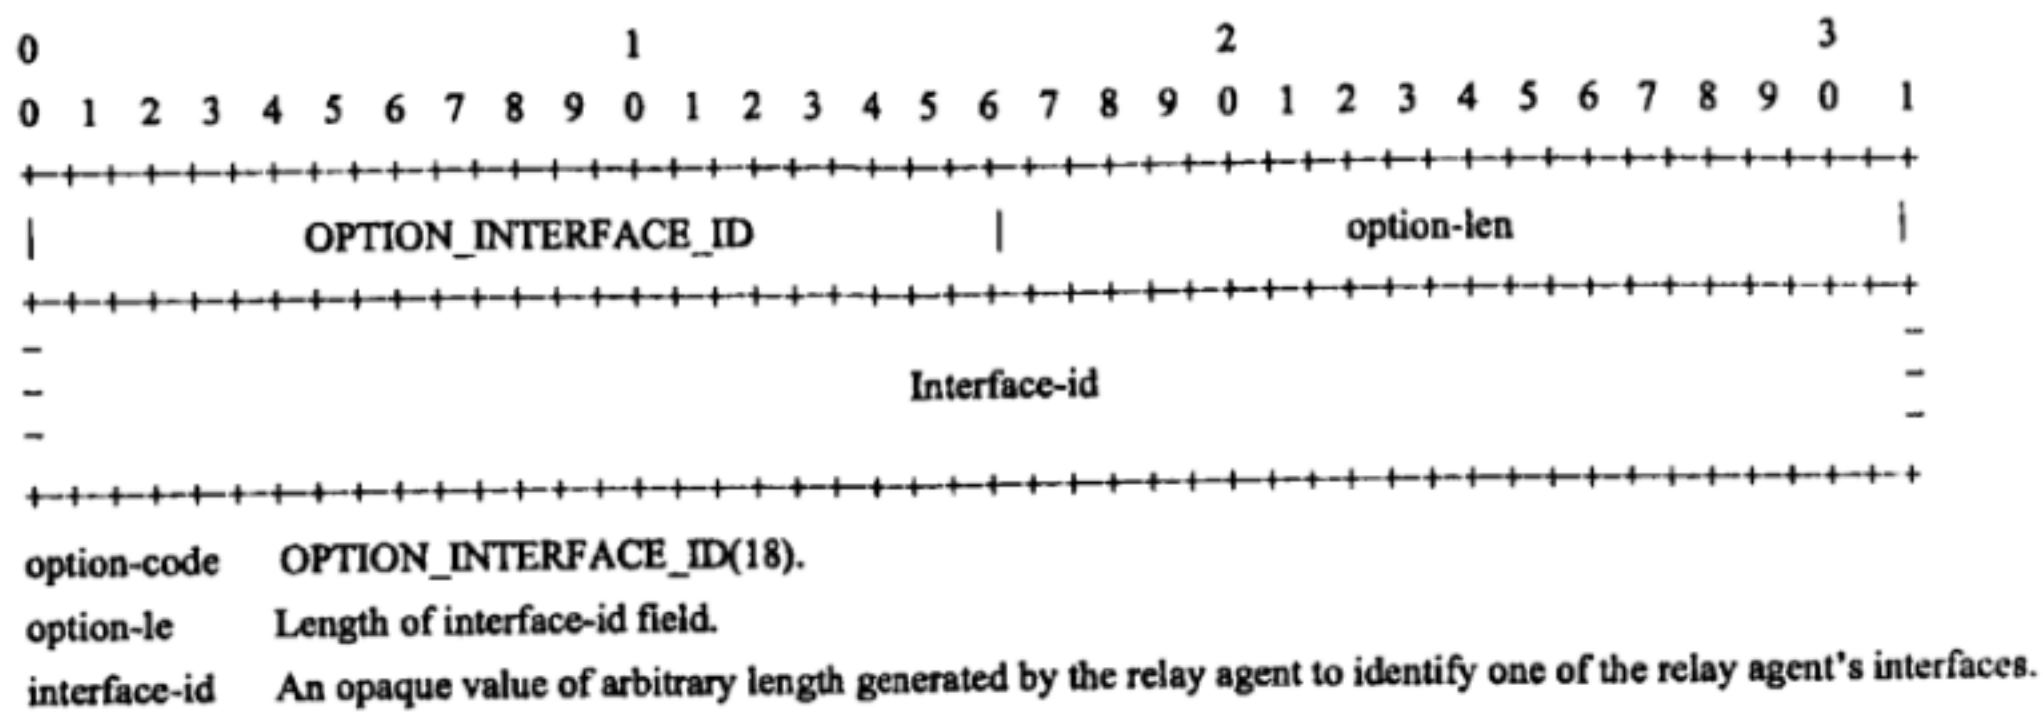 0 1 2 3
0 1 2 3 4 5 6 7 8 9 0 1 2 3 4 5 6 7 8 9 0 1 2 3 4 5 6 7 8 9 0 1
+-+-+-+-+-+-+-+-+-+-+-+-+-+-+-+-+-+-+-+-+-+-+-+-+-+-+-+-+-+-+-+-+
| OPTION_INTERFACE_ID | option-len |
+-+-+-+-+-+-+-+-+-+-+-+-+-+-+-+-+-+-+-+-+-+-+-+-+-+-+-+-+-+-+-+-+
- -
- Interface-id -
- -
+-+-+-+-+-+-+-+-+-+-+-+-+-+-+-+-+-+-+-+-+-+-+-+-+-+-+-+-+-+-+-+-+
option-code OPTION_INTERFACE_ID(18).
option-le Length of interface-id field.
interface-id An opaque value of arbitrary length generated by the relay agent to identify one of the relay agent's interfaces.